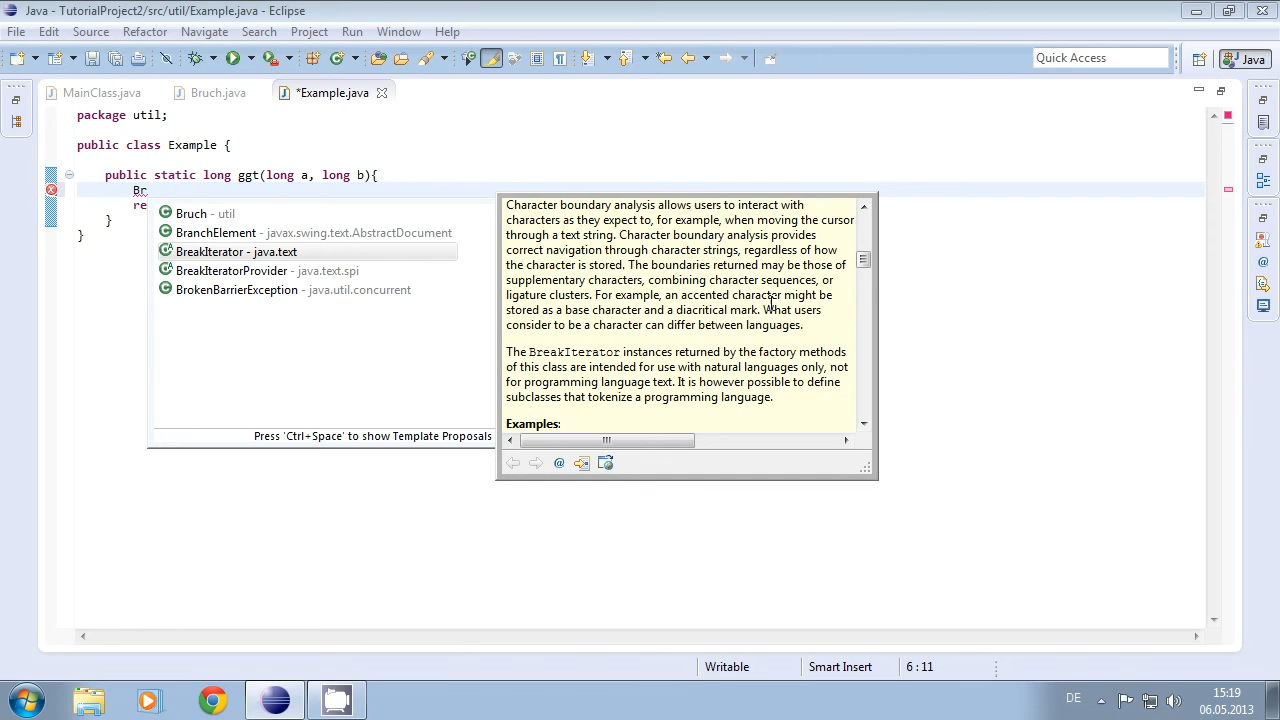 Java - TutorialProject2/src/util/Example.java - Eclipse
File Edit Source Refactor Navigate Search Project Run Window Help
Quick Access
Java
MainClass.java Bruch.java *Example.java
package util;
public class Example {
public static long ggt(long a, long b){
Br
re
}
}
Bruch - util
BranchElement - javax.swing.text.AbstractDocument
BreakIterator - java.text
BreakIteratorProvider - java.text.spi
BrokenBarrierException - java.util.concurrent
Press 'Ctrl+Space' to show Template Proposals
Character boundary analysis allows users to interact with
characters as they expect to, for example, when moving the cursor
through a text string. Character boundary analysis provides
correct navigation through character strings, regardless of how
the character is stored. The boundaries returned may be those of
supplementary characters, combining character sequences, or
ligature clusters. For example, an accented character might be
stored as a base character and a diacritical mark. What users
consider to be a character can differ between languages.
The BreakIterator instances returned by the factory methods
of this class are intended for use with natural languages only, not
for programming language text. It is however possible to define
subclasses that tokenize a programming language.
Examples:
Writable Smart Insert 6 : 11
DE
15:19
06.05.2013